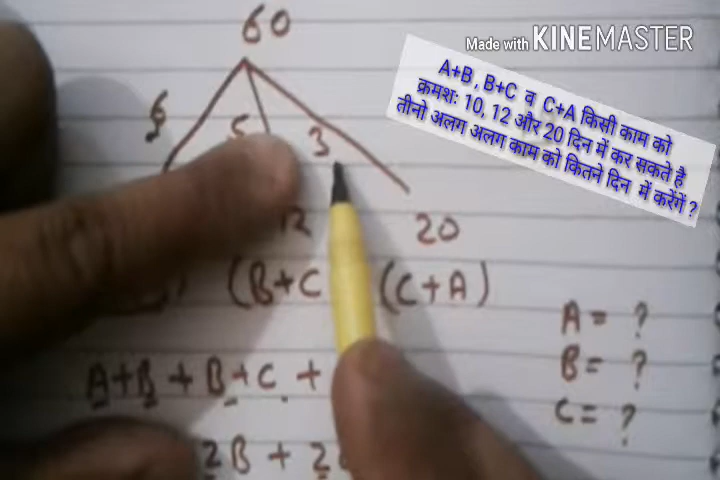 60
Made with KINEMASTER
A+B , B+C व C+A किसी काम को
क्रमशः 10, 12 और 20 दिन में कर सकते है
तीनो अलग अलग काम को कितने दिन में करेंगें ?
6 5 3
12 20
(B+C (C+A)
A = ?
B = ?
C = ?
A+B + B+C +
2B + 2